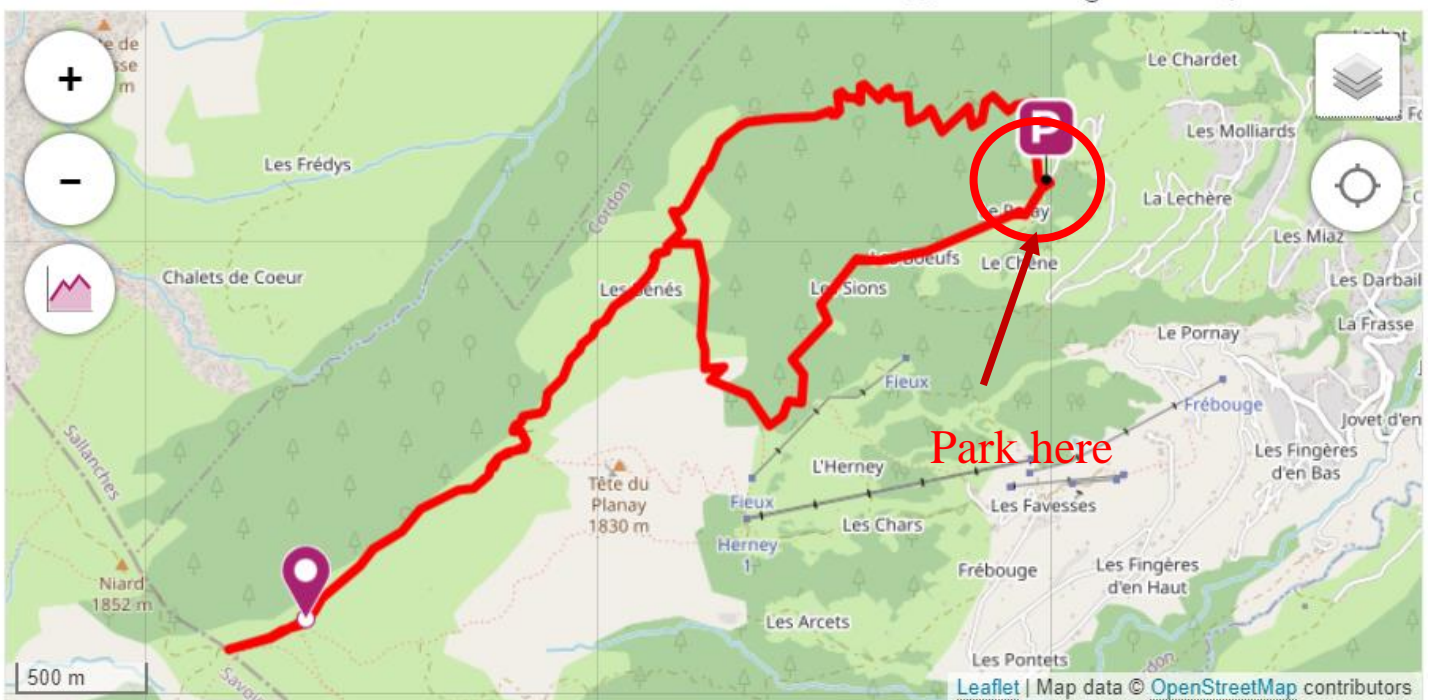 Le Chardet
+
m
P
Les Molliards
Les Frédys
−
Cordon
La Lechère
Les Miaz
Chalets de Coeur
Le Chêne
Les Sions
Les Darbail
La Frasse
Le Pornay
Fieux
Frébouge
Jovet d'en
Sallanches
Park here
Les Fingères
d'en Bas
L'Herney
Tête du
Planay
1830 m
Fieux
Les Favesses
Les Chars
Herney
1
Niard
1852 m
Frébouge
Les Fingères
d'en Haut
Les Arcets
Les Pontets
500 m
Savoie
Leaflet | Map data © OpenStreetMap contributors